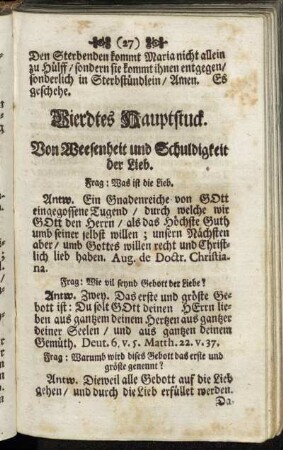 (27)
Den Sterbenden kommt Maria nicht allein
zu Hülff / sondern sie kommt ihnen entgegen /
sonderlich in Sterbstündlein / Amen. Es
geschehe.
Vierdtes Hauptstuck.
Von Weesenheit und Schuldigkeit
der Lieb.
Frag: Was ist die Lieb.
Antw. Ein Gnadenreiche von GOtt
eingegossene Tugend / durch welche wir
GOtt den Herrn / als das Höchste Guth
umb seiner selbst willen; unsern Nächsten
aber / umb Gottes willen recht und Christ-
lich lieb haben. Aug. de Doctr. Christia-
na.
Frag: Wie vil seynd Gebott der Liebe?
Antw. Zwey. Das erste und gröste Ge-
bott ist: Du solt GOtt deinen HErrn lie-
ben aus gantzem deinem Hertzen aus gantzer
deiner Seelen / und aus gantzen deinem
Gemüth. Deut. 6. v. 5. Matth. 22. v. 37.
Frag: Warumb wird dises Gebott das erste und
gröste genennt?
Antw. Dieweil alle Gebott auf die Lieb
gehen / und durch die Lieb erfüllet werden.
Da-